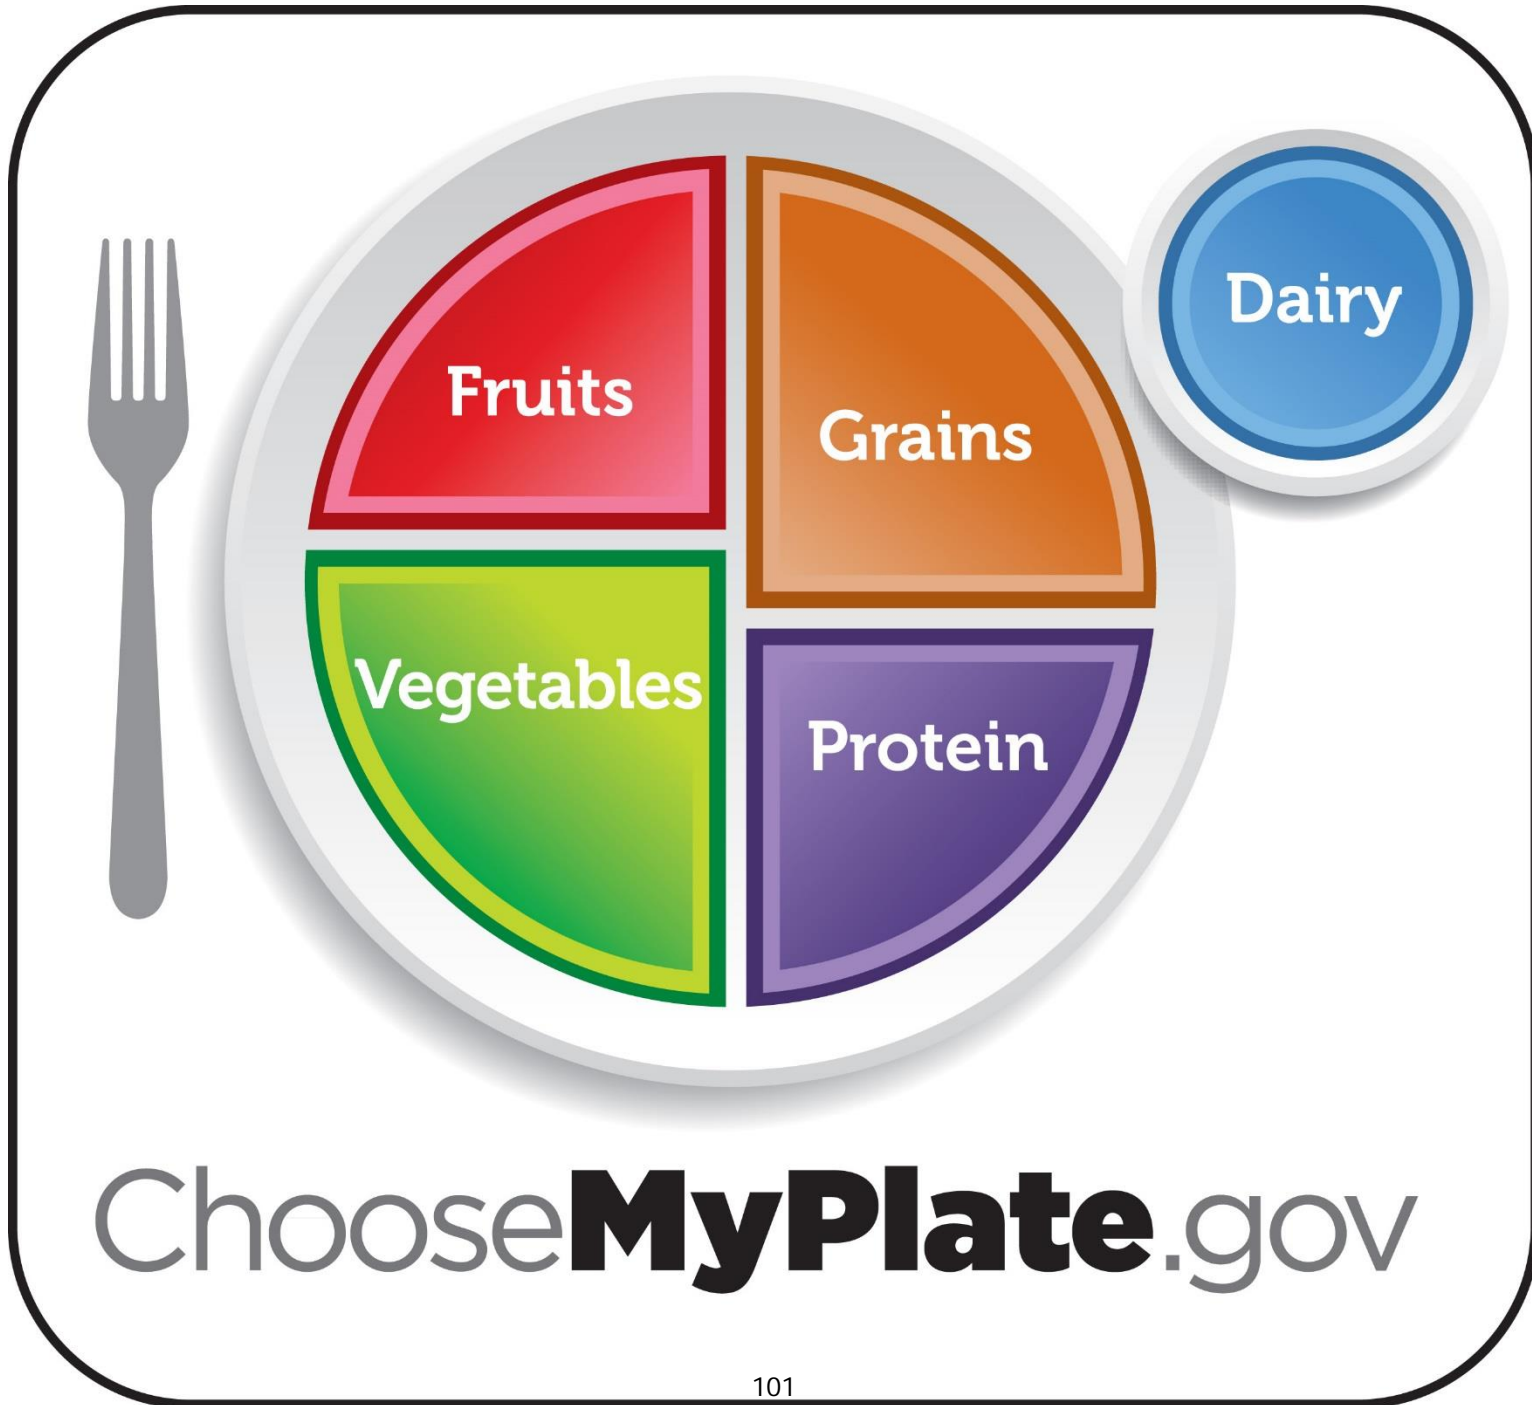 Dairy
Fruits
Grains
Vegetables
Protein
ChooseMyPlate.gov
101